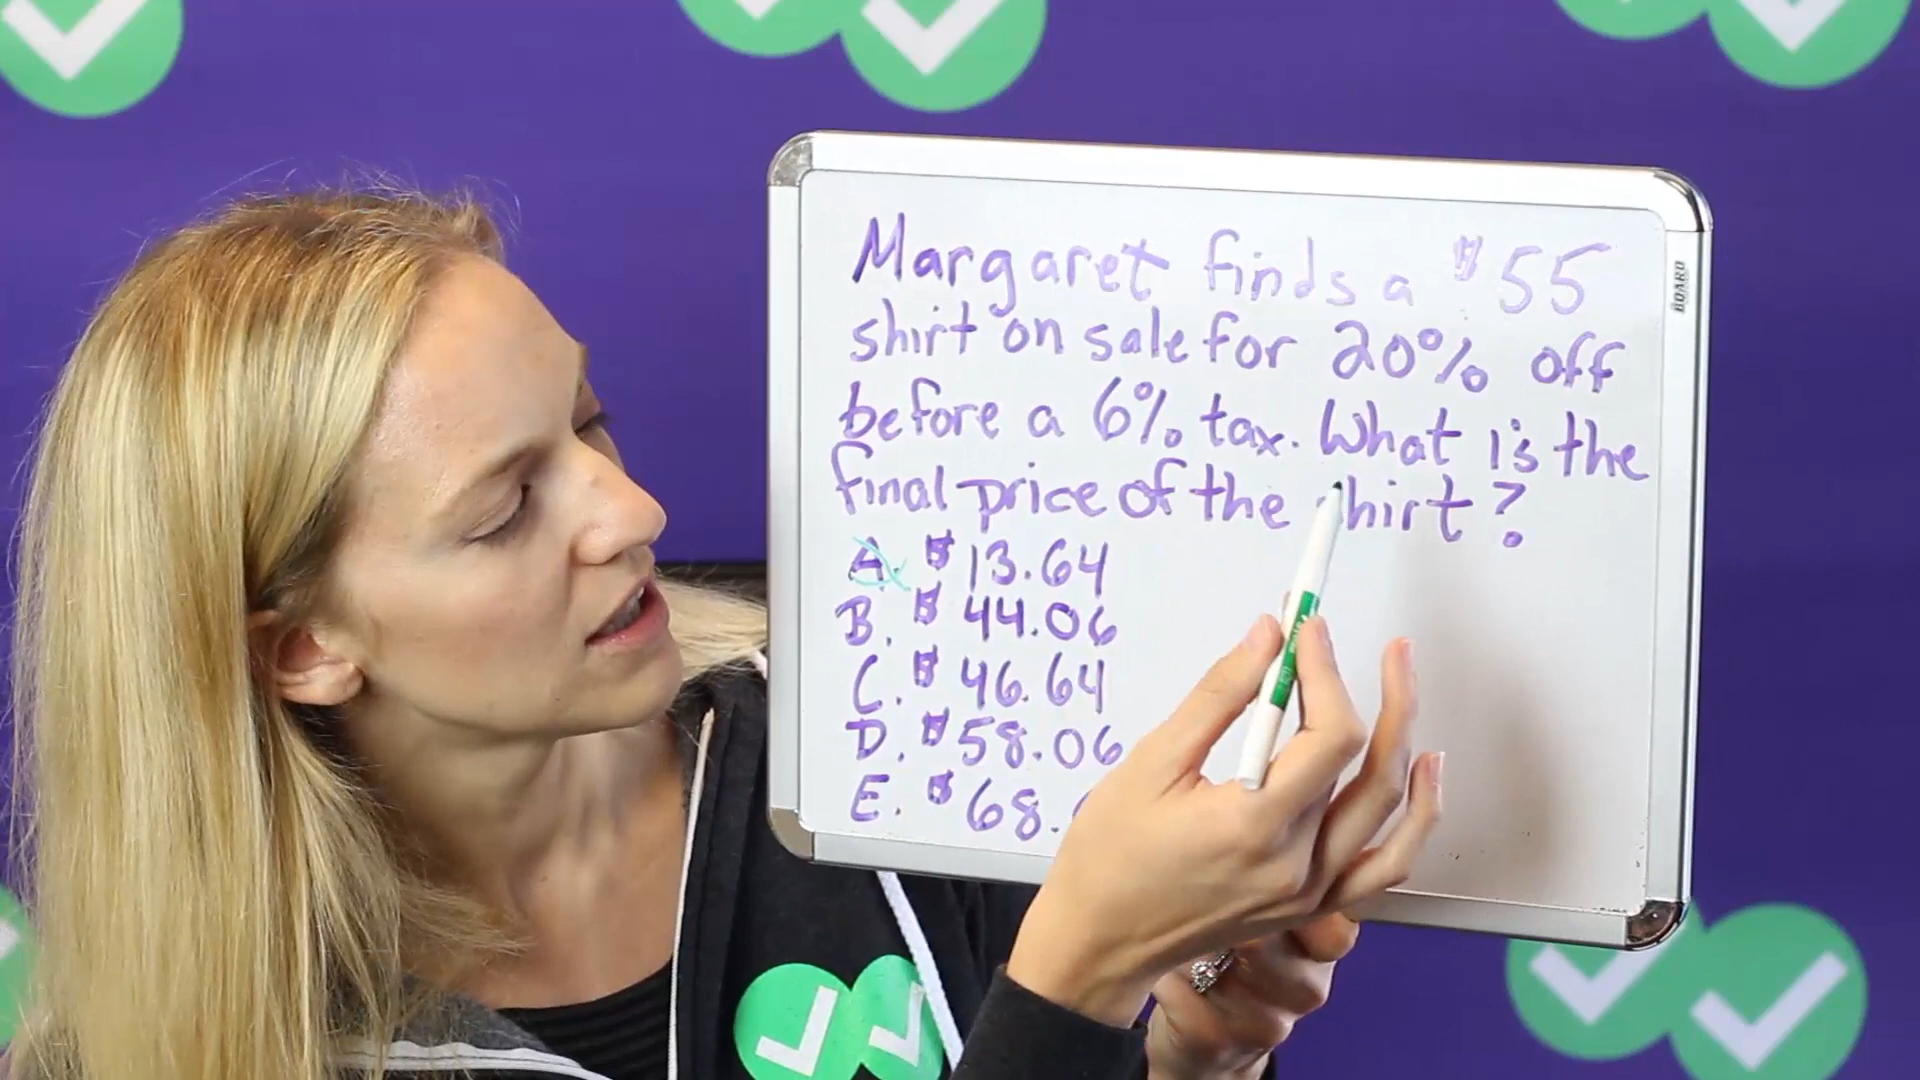 Margaret finds a $55
shirt on sale for 20% off
before a 6% tax. What is the
final price of the shirt?
A. $13.64
B. $44.06
C. $46.64
D. $58.06
E. $68.
BOARD